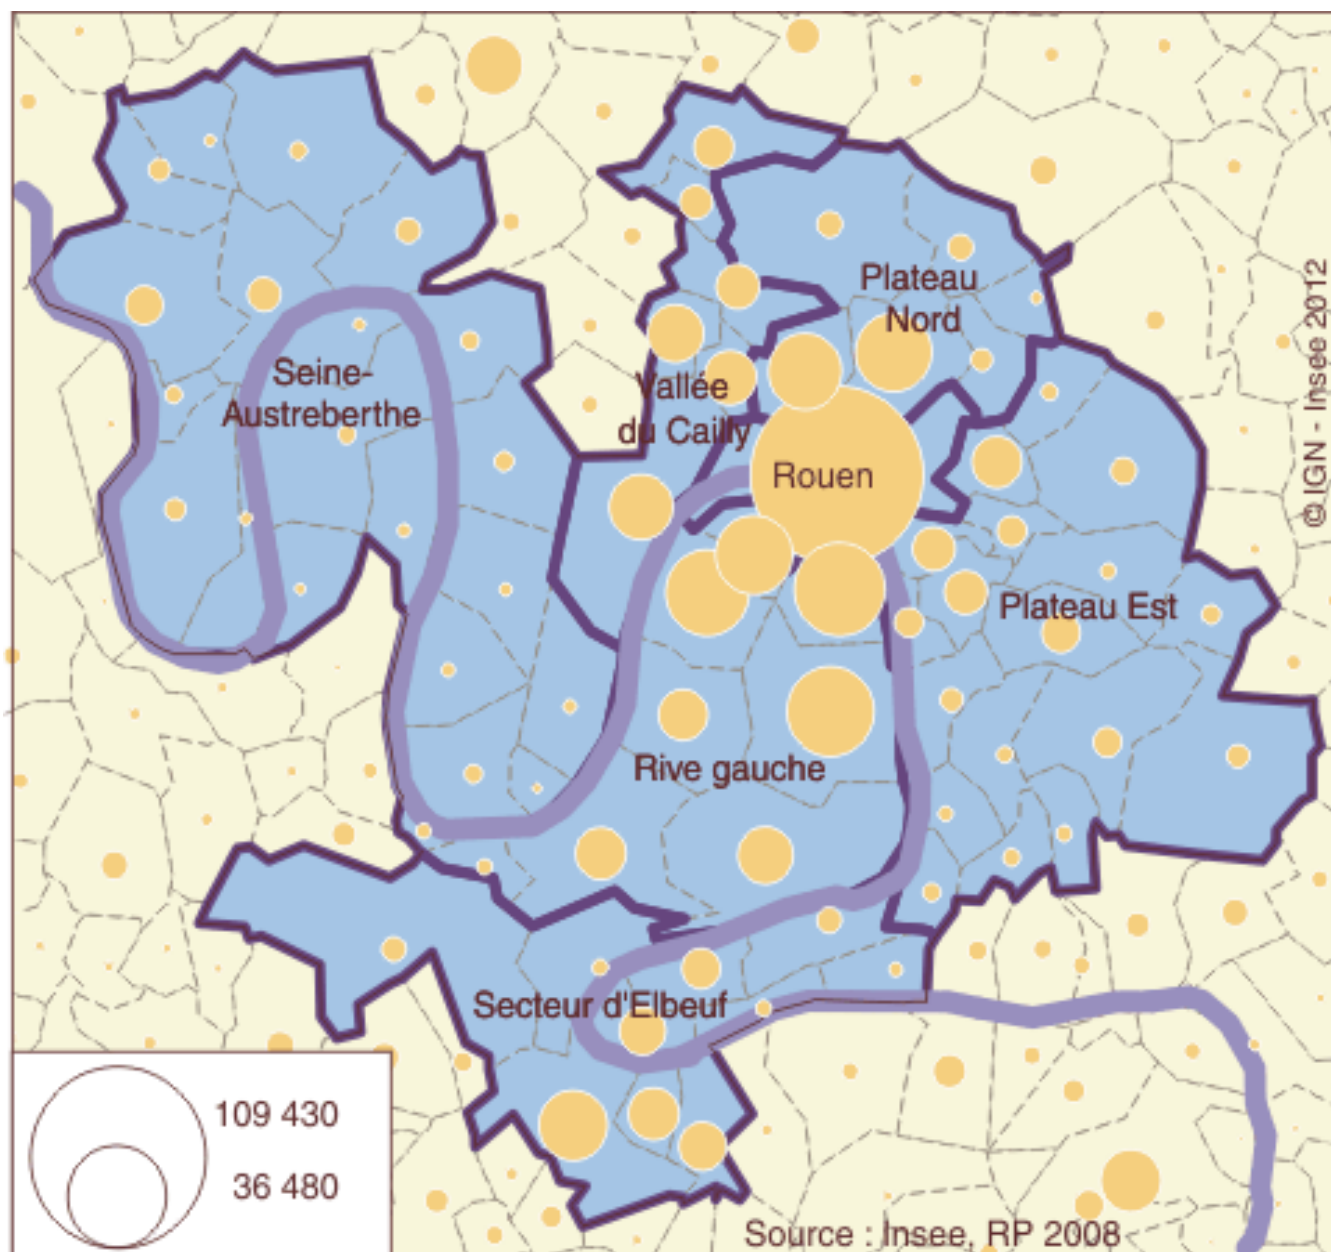 Plateau
Nord
Seine-
Austreberthe
Vallée
du Cailly
Rouen
Plateau Est
Rive gauche
Secteur d'Elbeuf
109 430
36 480
Source : Insee, RP 2008
© IGN - Insee 2012